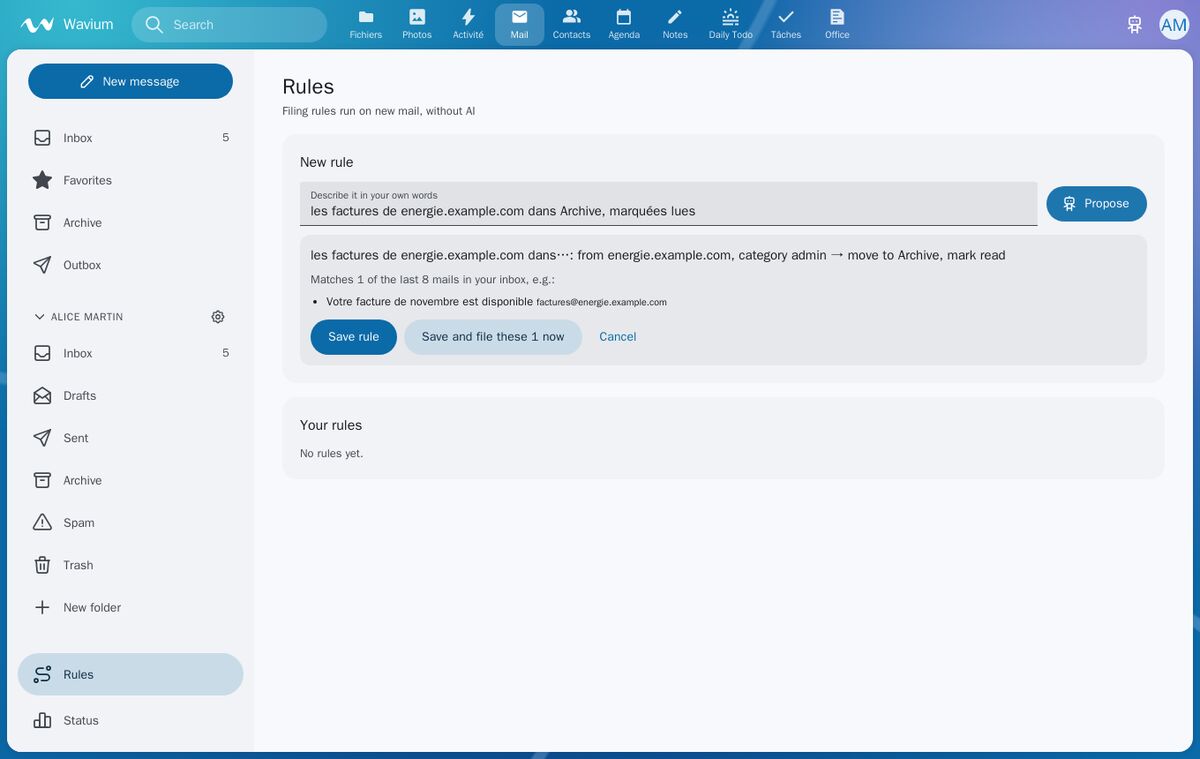 Wavium
Search
Fichiers
Photos
Activité
Mail
Contacts
Agenda
Notes
Daily Todo
Tâches
Office
AM
New message
Inbox 5
Favorites
Archive
Outbox
ALICE MARTIN
Inbox 5
Drafts
Sent
Archive
Spam
Trash
New folder
Rules
Status
Rules
Filing rules run on new mail, without AI
New rule
Describe it in your own words
les factures de energie.example.com dans Archive, marquées lues
Propose
les factures de energie.example.com dans…: from energie.example.com, category admin → move to Archive, mark read
Matches 1 of the last 8 mails in your inbox, e.g.:
• Votre facture de novembre est disponible factures@energie.example.com
Save rule
Save and file these 1 now
Cancel
Your rules
No rules yet.